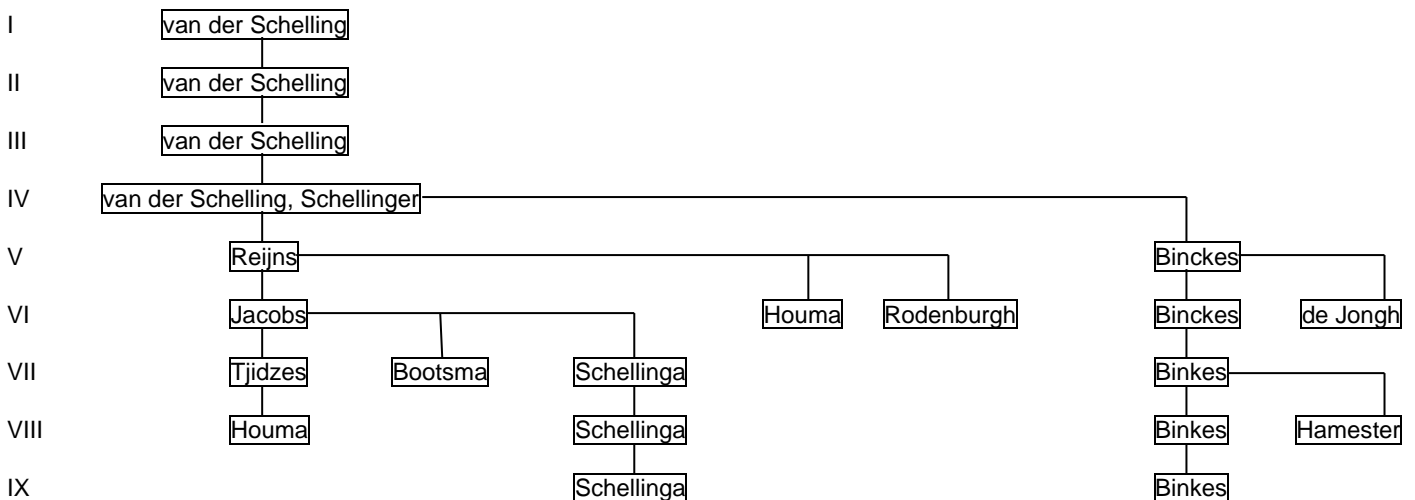 I van der Schelling
II van der Schelling
III van der Schelling
IV van der Schelling, Schellinger
V Reijns Binckes
VI Jacobs Houma Rodenburgh Binckes de Jongh
VII Tjidzes Bootsma Schellinga Binkes
VIII Houma Schellinga Binkes Hamester
IX Schellinga Binkes